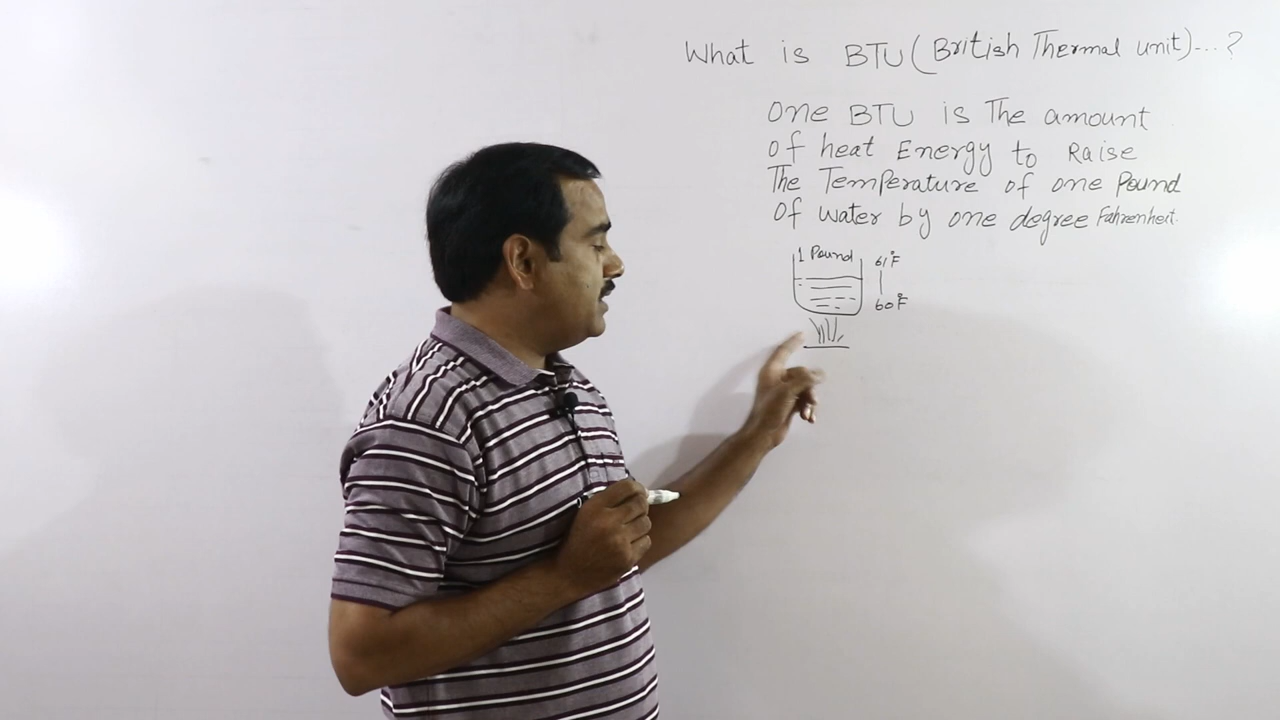 What is BTU (British Thermal unit)...?
One BTU is The amount
Of heat Energy to Raise
The Temperature of one Pound
Of water by one degree Fahrenheit.
1 Pound
61°F
60°F